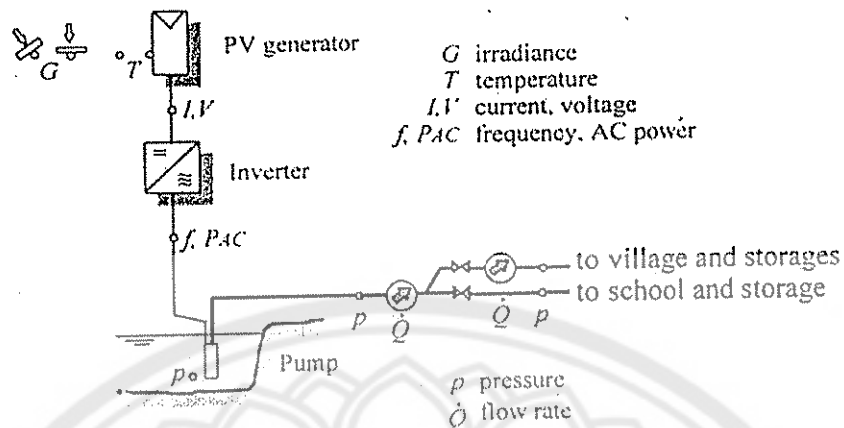 PV generator
G irradiance
T temperature
I,V current, voltage
f, PAC frequency, AC power
G
T
I,V
Inverter
f, PAC
to village and storages
to school and storage
p
Q̇
Q̇
p
Pump
p
p pressure
Q̇ flow rate